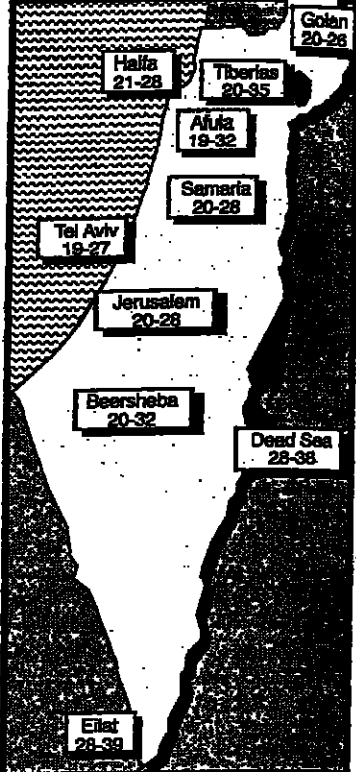 Golan
20-26
Haifa
21-28
Tiberias
20-35
Afula
19-32
Samaria
20-28
Tel Aviv
19-27
Jerusalem
20-28
Beersheba
20-32
Dead Sea
28-38
Eilat
28-39